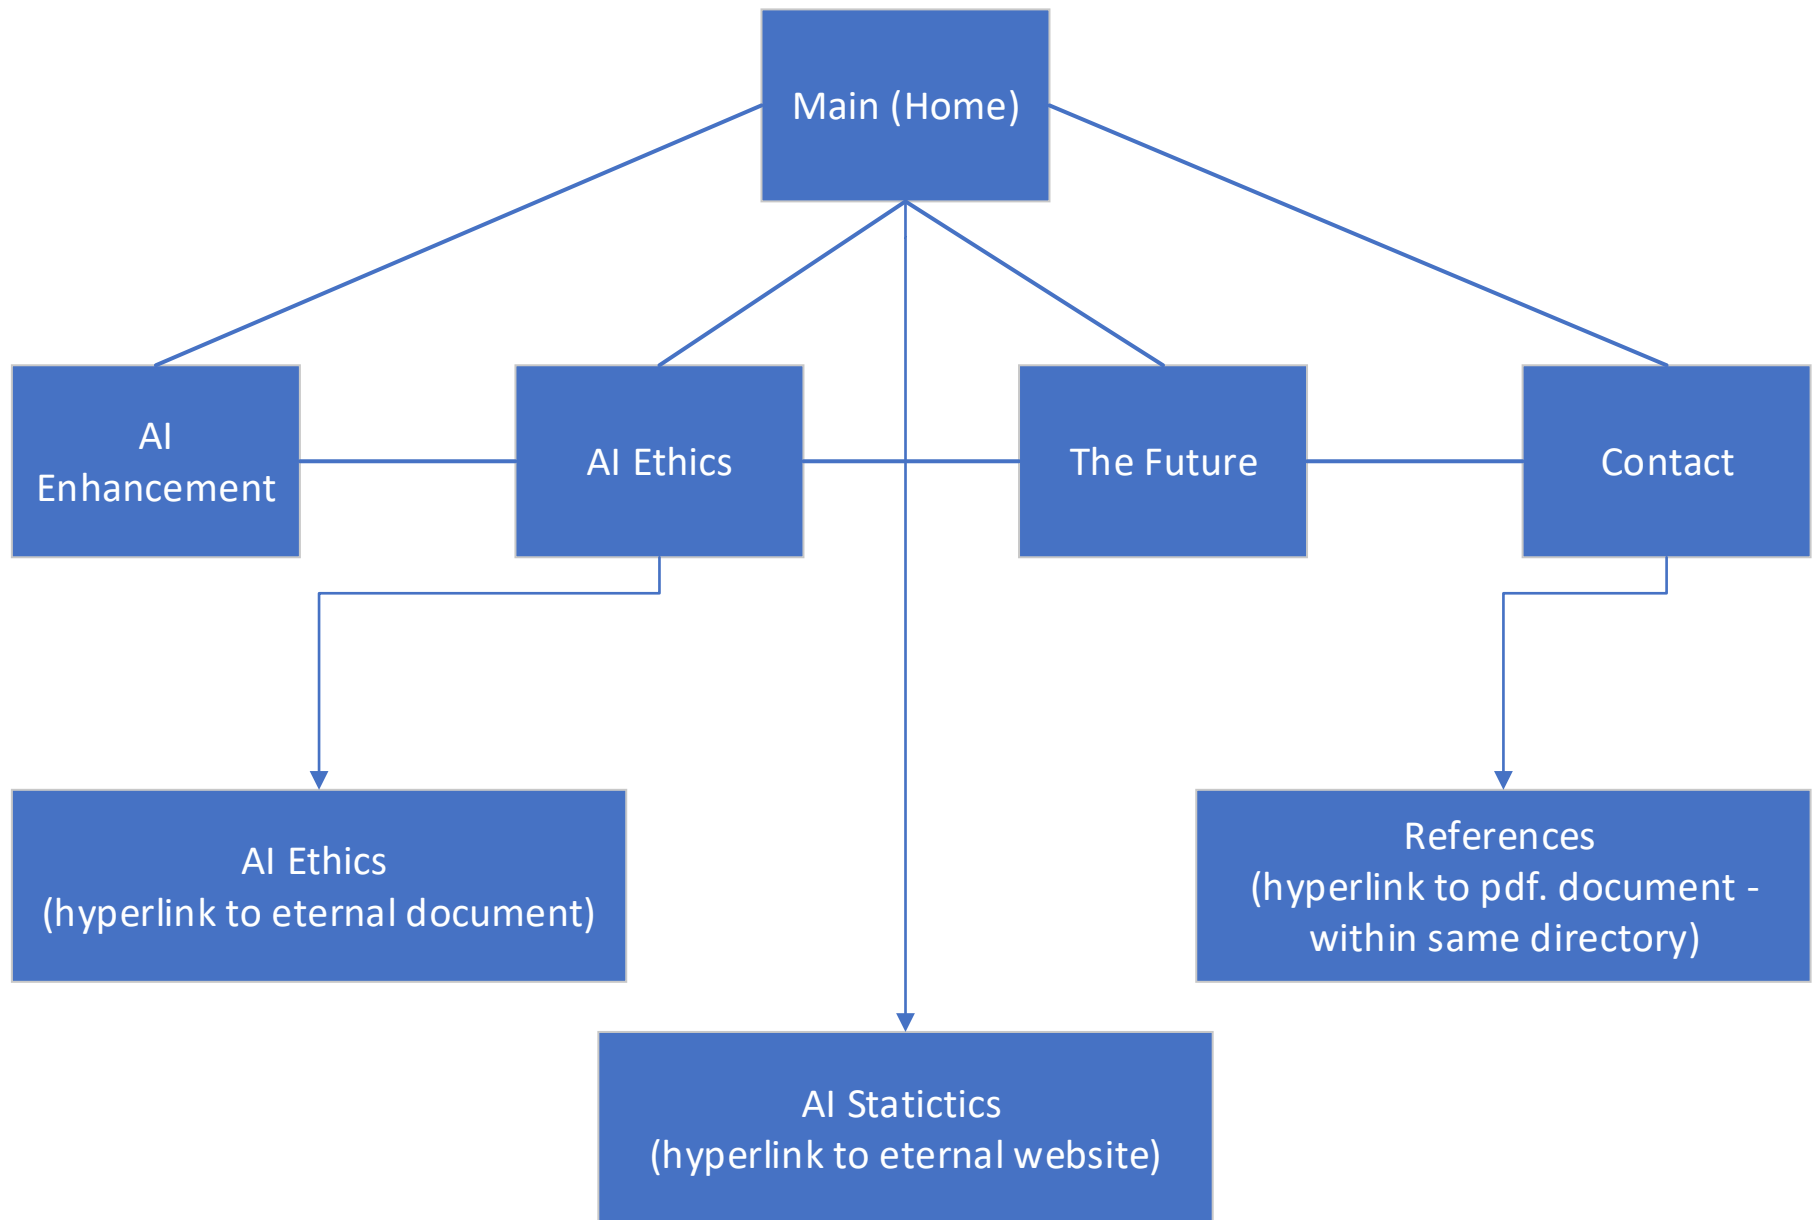 Main (Home)
AI
Enhancement
AI Ethics
The Future
Contact
AI Ethics
(hyperlink to eternal document)
References
(hyperlink to pdf. document -
within same directory)
AI Statictics
(hyperlink to eternal website)